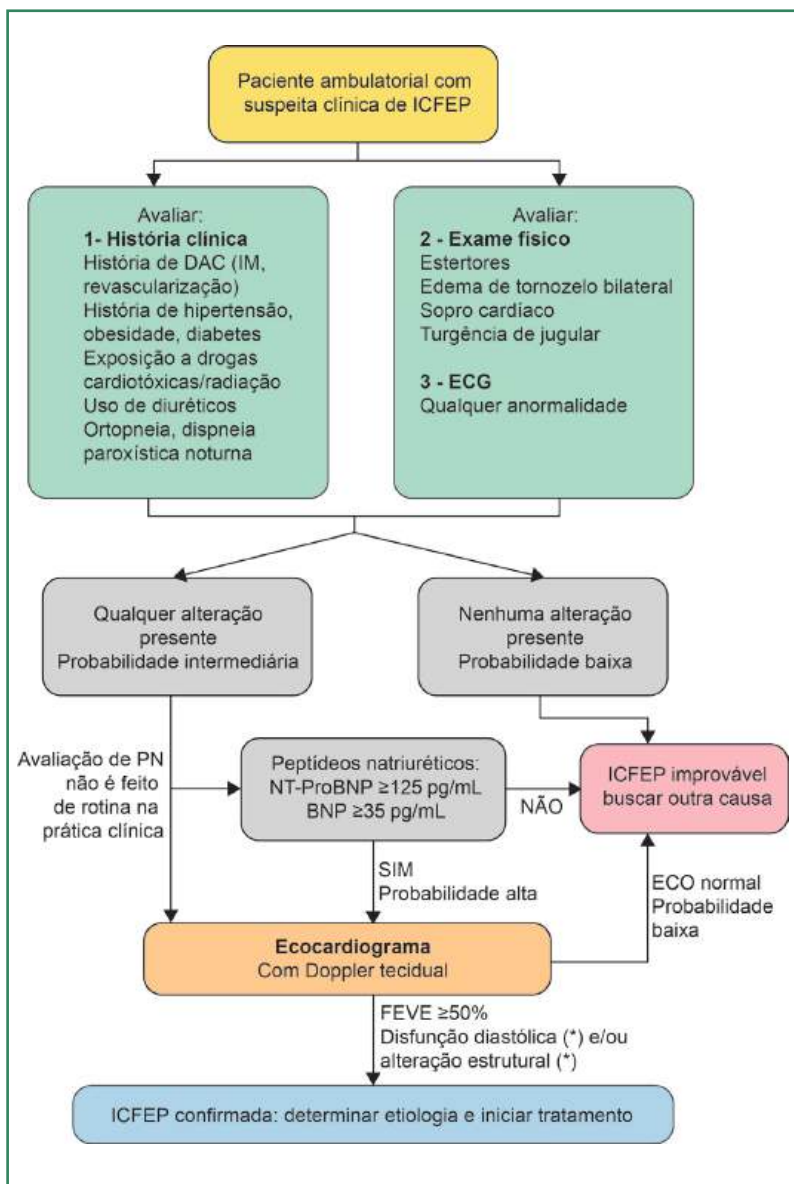 Paciente ambulatorial com
suspeita clínica de ICFEP
Avaliar:
1- História clínica
História de DAC (IM,
revascularização)
História de hipertensão,
obesidade, diabetes
Exposição a drogas
cardiotóxicas/radiação
Uso de diuréticos
Ortopneia, dispneia
paroxística noturna
Avaliar:
2 - Exame físico
Estertores
Edema de tornozelo bilateral
Sopro cardíaco
Turgência de jugular
3 - ECG
Qualquer anormalidade
Qualquer alteração
presente
Probabilidade intermediária
Nenhuma alteração
presente
Probabilidade baixa
Avaliação de PN
não é feito
de rotina na
prática clínica
Peptídeos natriuréticos:
NT-ProBNP ≥125 pg/mL
BNP ≥35 pg/mL
NÃO
ICFEP improvável
buscar outra causa
SIM
Probabilidade alta
ECO normal
Probabilidade
baixa
Ecocardiograma
Com Doppler tecidual
FEVE ≥50%
Disfunção diastólica (*) e/ou
alteração estrutural (*)
ICFEP confirmada: determinar etiologia e iniciar tratamento